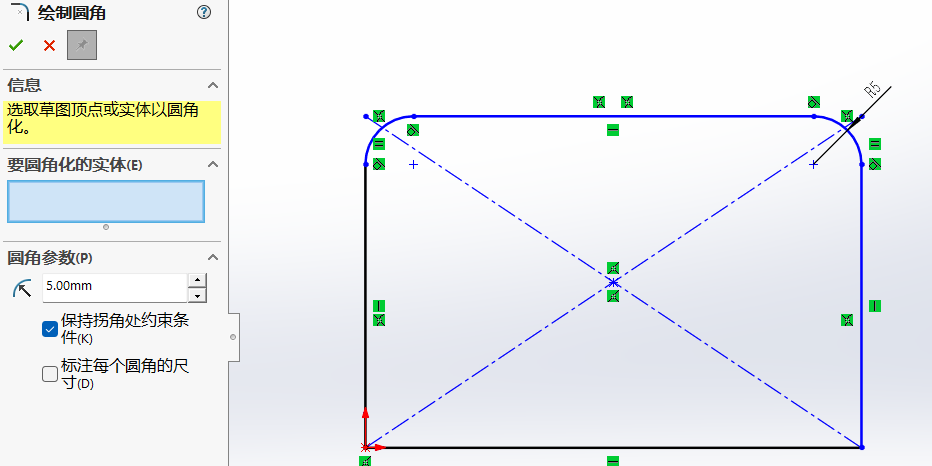 绘制圆角
信息
选取草图顶点或实体以圆角
化。
要圆角化的实体(E)
圆角参数(P)
5.00mm
保持拐角处约束条
件(K)
标注每个圆角的尺
寸(D)
R5